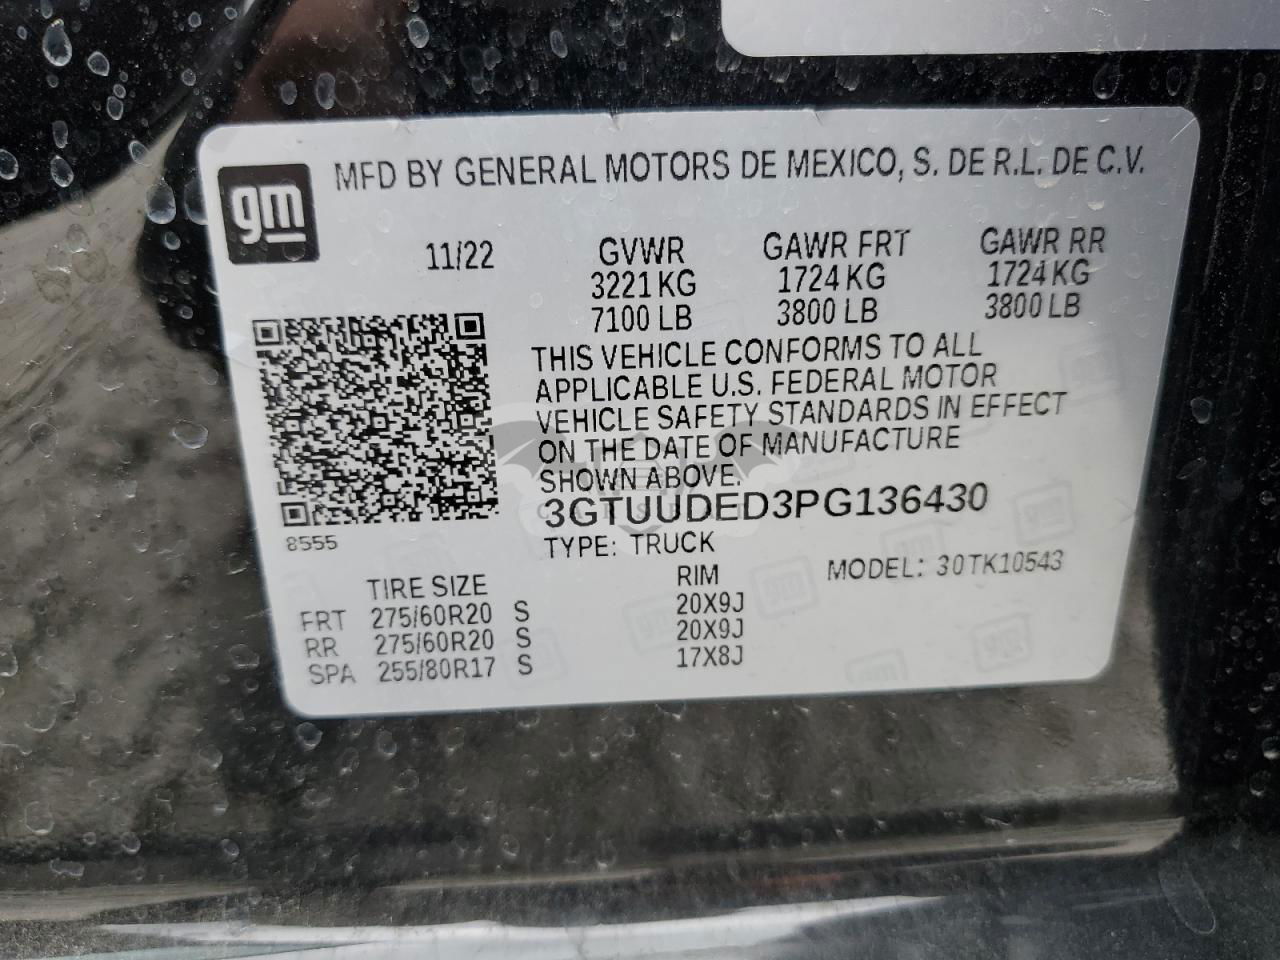 gm
MFD BY GENERAL MOTORS DE MEXICO, S. DE R.L. DE C.V.
11/22 GVWR GAWR FRT GAWR RR
3221 KG 1724 KG 1724 KG
7100 LB 3800 LB 3800 LB
THIS VEHICLE CONFORMS TO ALL
APPLICABLE U.S. FEDERAL MOTOR
VEHICLE SAFETY STANDARDS IN EFFECT
ON THE DATE OF MANUFACTURE
SHOWN ABOVE.
3GTUUDED3PG136430
8555
TYPE: TRUCK MODEL: 30TK10543
TIRE SIZE RIM
FRT 275/60R20 S 20X9J
RR 275/60R20 S 20X9J
SPA 255/80R17 S 17X8J